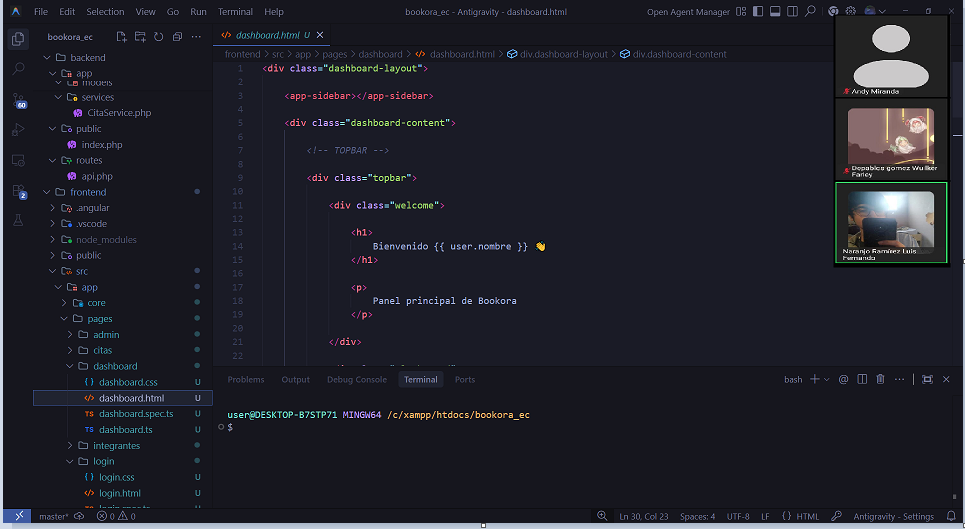 File Edit Selection View Go Run Terminal Help
bookora_ec - Antigravity - dashboard.html
Open Agent Manager
bookora_ec
dashboard.html U
frontend > src > app > pages > dashboard > dashboard.html > div.dashboard-layout > div.dashboard-content
backend
app
models
services
CitaService.php
public
index.php
routes
api.php
frontend
.angular
.vscode
node_modules
public
src
app
core
pages
admin
citas
dashboard
dashboard.css U
dashboard.html U
dashboard.spec.ts U
dashboard.ts U
integrantes
login
login.css U
login.html U
login.spec.ts U
60
2
1 <div class="dashboard-layout">
2
3 <app-sidebar></app-sidebar>
4
5 <div class="dashboard-content">
6
7 <!-- TOPBAR -->
8
9 <div class="topbar">
10
11 <div class="welcome">
12
13 <h1>
14 Bienvenido {{ user.nombre }} 👋
15 </h1>
16
17 <p>
18 Panel principal de Bookora
19 </p>
20
21 </div>
22
Andy Miranda
Depablos gomez Wuilker
Farley
Naranjo Ramírez Luis
Fernando
Problems Output Debug Console Terminal Ports
bash
user@DESKTOP-B7STP71 MINGW64 /c/xampp/htdocs/bookora_ec
$
master* 0 0
Ln 30, Col 23 Spaces: 4 UTF-8 LF {} HTML Antigravity - Settings